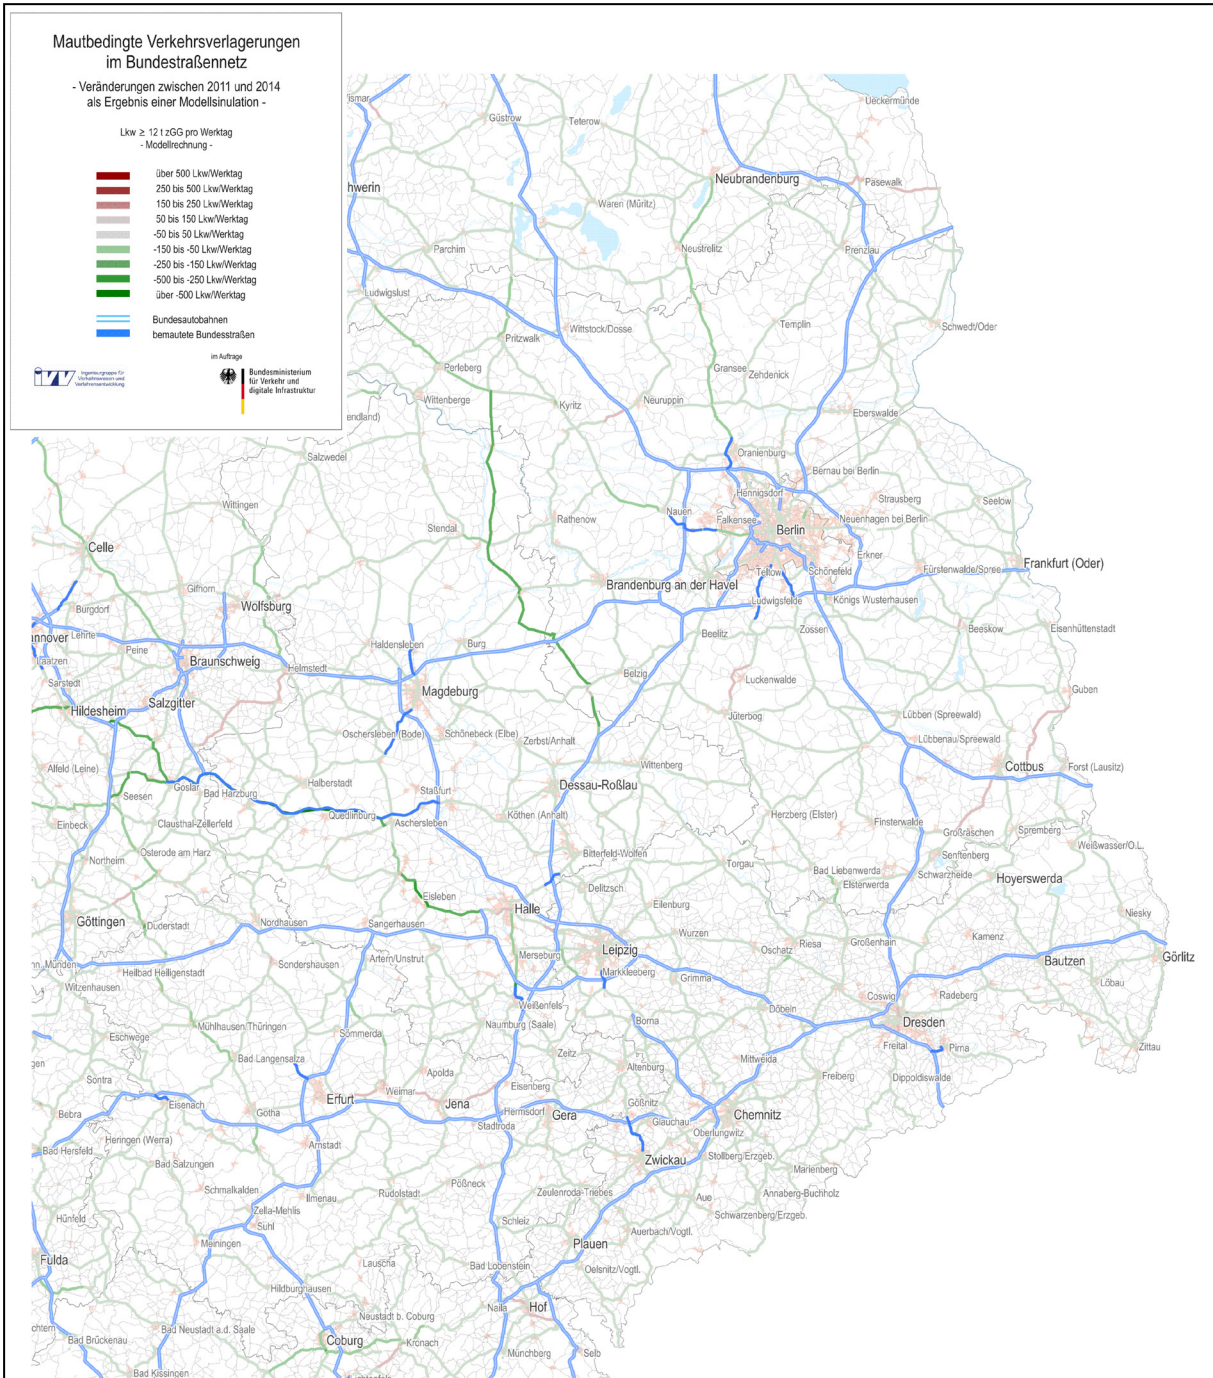 Mautbedingte Verkehrsverlagerungen
im Bundestraßennetz
- Veränderungen zwischen 2011 und 2014
als Ergebnis einer Modellsinulation -
Lkw ≥ 12 t zGG pro Werktag
- Modellrechnung -
über 500 Lkw/Werktag
250 bis 500 Lkw/Werktag
150 bis 250 Lkw/Werktag
50 bis 150 Lkw/Werktag
-50 bis 50 Lkw/Werktag
-150 bis -50 Lkw/Werktag
-250 bis -150 Lkw/Werktag
-500 bis -250 Lkw/Werktag
über -500 Lkw/Werktag
Bundesautobahnen
bemautete Bundesstraßen
im Auftrage
IVV Ingenieurgruppe für
Verkehrswesen und
Verfahrensentwicklung
Bundesministerium
für Verkehr und
digitale Infrastruktur
ismar
Güstrow
Teterow
Ueckermünde
hwerin
Neubrandenburg
Pasewalk
Waren (Müritz)
Parchim
Neustrelitz
Prenzlau
Ludwigslust
Pritzwalk
Wittstock/Dosse
Templin
Schwedt/Oder
Perleberg
Gransee
Zehdenick
Wittenberge
Kyritz
Neuruppin
Eberswalde
endland)
Salzwedel
Oranienburg
Bernau bei Berlin
Wittingen
Hennigsdorf
Strausberg
Seelow
Stendal
Rathenow
Nauen
Falkensee
Berlin
Neuenhagen bei Berlin
Celle
Erkner
Gifhorn
Wolfsburg
Brandenburg an der Havel
Teltow
Schönefeld
Fürstenwalde/Spree
Frankfurt (Oder)
Burgdorf
Ludwigsfelde
Königs Wusterhausen
nnover
Lehrte
Peine
Braunschweig
Haldensleben
Burg
Beelitz
Zossen
Beeskow
Eisenhüttenstadt
Laatzen
Sarstedt
Helmstedt
Belzig
Luckenwalde
Magdeburg
Guben
Hildesheim
Salzgitter
Jüterbog
Lübben (Spreewald)
Oschersleben (Bode)
Schönebeck (Elbe)
Zerbst/Anhalt
Lübbenau/Spreewald
Alfeld (Leine)
Wittenberg
Cottbus
Forst (Lausitz)
Seesen
Goslar
Bad Harzburg
Halberstadt
Staßfurt
Dessau-Roßlau
Einbeck
Clausthal-Zellerfeld
Quedlinburg
Aschersleben
Köthen (Anhalt)
Herzberg (Elster)
Finsterwalde
Großräschen
Spremberg
Weißwasser/O.L.
Northeim
Osterode am Harz
Bitterfeld-Wolfen
Torgau
Bad Liebenwerda
Senftenberg
Elsterwerda
Schwarzheide
Hoyerswerda
Delitzsch
Eisleben
Eilenburg
Göttingen
Duderstadt
Nordhausen
Sangerhausen
Halle
Niesky
Wurzen
Oschatz
Riesa
Großenhain
Kamenz
nn. Münden
Heilbad Heiligenstadt
Sondershausen
Artern/Unstrut
Merseburg
Leipzig
Markkleeberg
Grimma
Bautzen
Görlitz
Witzenhausen
Löbau
Weißenfels
Coswig
Radeberg
Döbeln
Mühlhausen/Thüringen
Sömmerda
Naumburg (Saale)
Borna
Dresden
Eschwege
gen
Bad Langensalza
Zeitz
Mittweida
Freital
Pirna
Zittau
Sontra
Apolda
Altenburg
Freiberg
Dippoldiswalde
Eisenach
Gotha
Erfurt
Weimar
Eisenberg
Jena
Hermsdorf
Gera
Gößnitz
Chemnitz
Bebra
Stadtroda
Glauchau
Oberlungwitz
Heringen (Werra)
Arnstadt
Bad Hersfeld
Bad Salzungen
Zwickau
Stollberg/Erzgeb.
Marienberg
Schmalkalden
Ilmenau
Rudolstadt
Pößneck
Zeulenroda-Triebes
Aue
Annaberg-Buchholz
Zella-Mehlis
Schwarzenberg/Erzgeb.
Hünfeld
Suhl
Schleiz
Auerbach/Vogtl.
Meiningen
Plauen
Fulda
Lauscha
Bad Lobenstein
Oelsnitz/Vogtl.
Hildburghausen
Naila
Hof
Neustadt b. Coburg
chtern
Bad Brückenau
Bad Neustadt a.d. Saale
Coburg
Kronach
Münchberg
Selb
Bad Kissingen